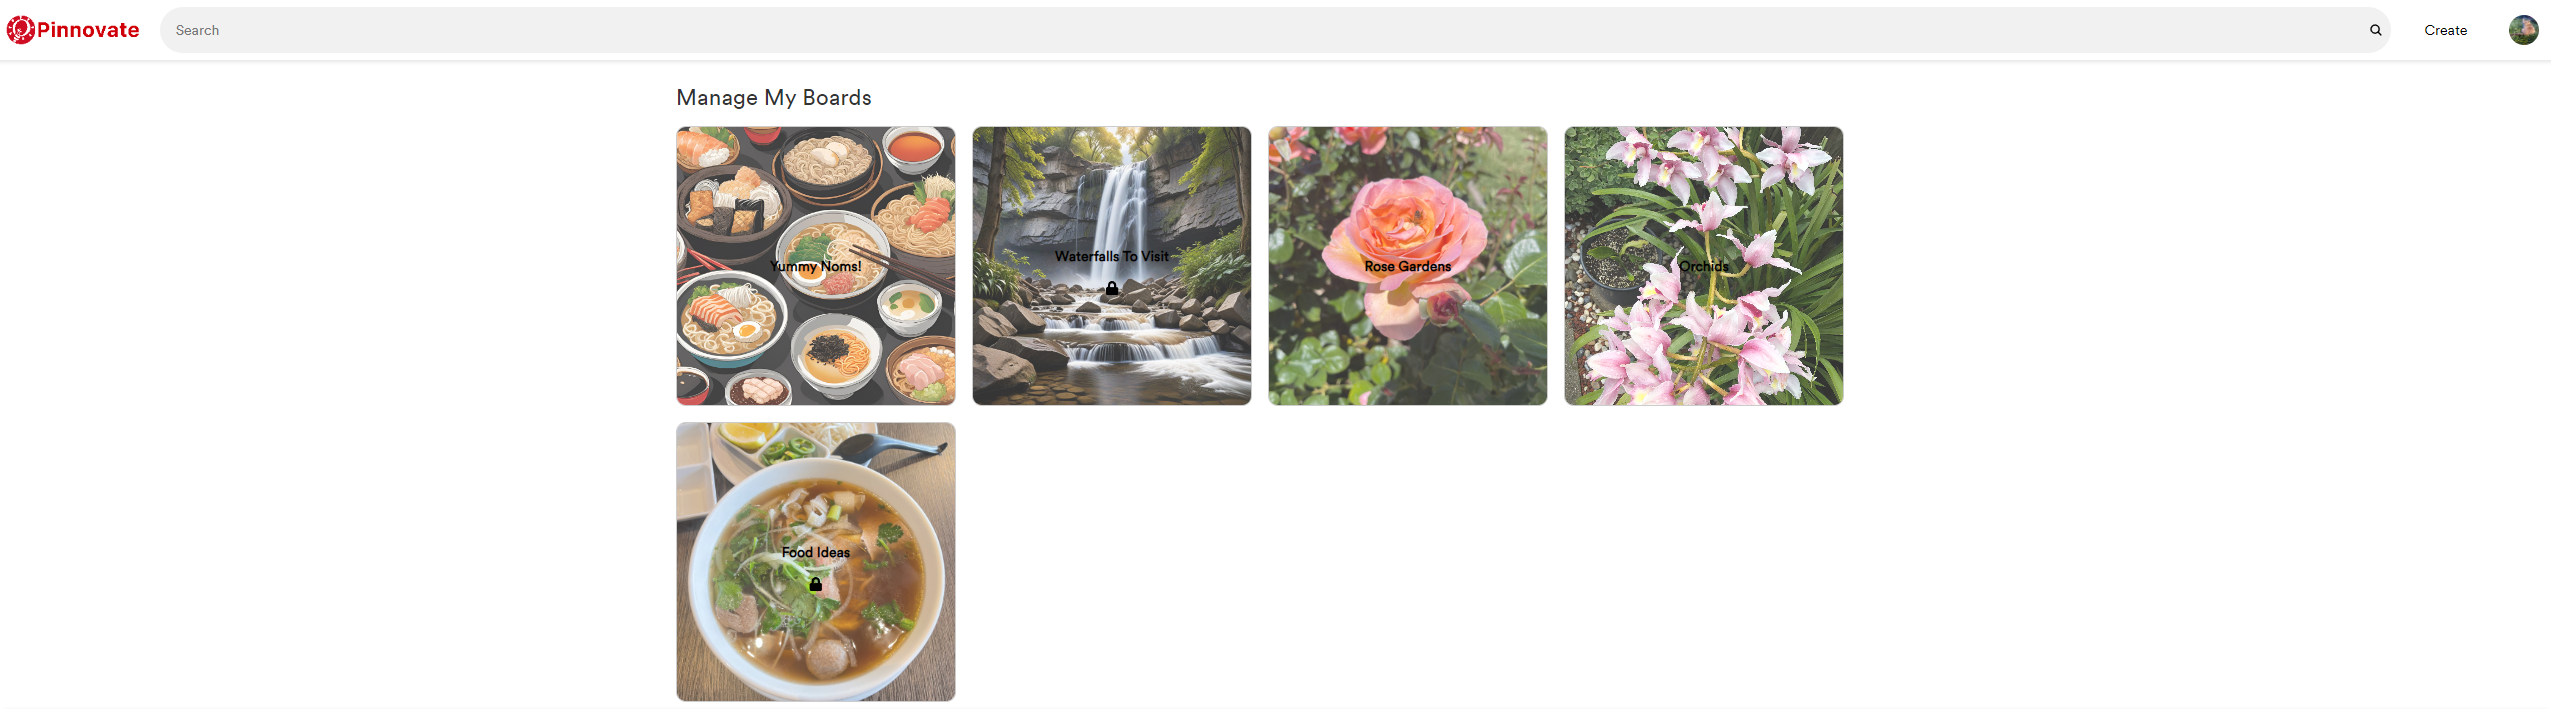 Pinnovate
Search
Create
Manage My Boards
Yummy Noms!
Waterfalls To Visit
Rose Gardens
Orchids
Food Ideas